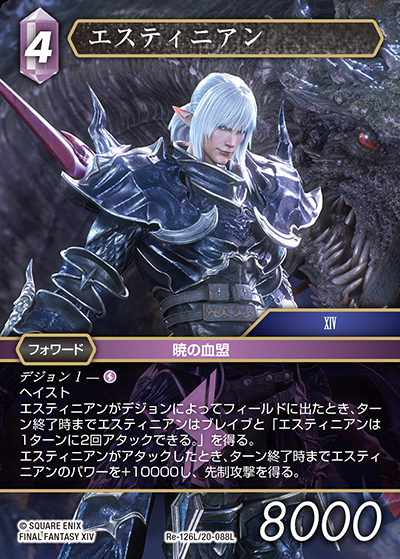 4
エスティニアン
XIV
フォワード
暁の血盟
デジョン 1 ―
ヘイスト
エスティニアンがデジョンによってフィールドに出たとき、ターン終了時までエスティニアンはブレイブと「エスティニアンは1ターンに2回アタックできる。」を得る。
エスティニアンがアタックしたとき、ターン終了時までエスティニアンのパワーを+10000し、先制攻撃を得る。
© SQUARE ENIX
FINAL FANTASY XIV
Re-126L/20-088L
8000